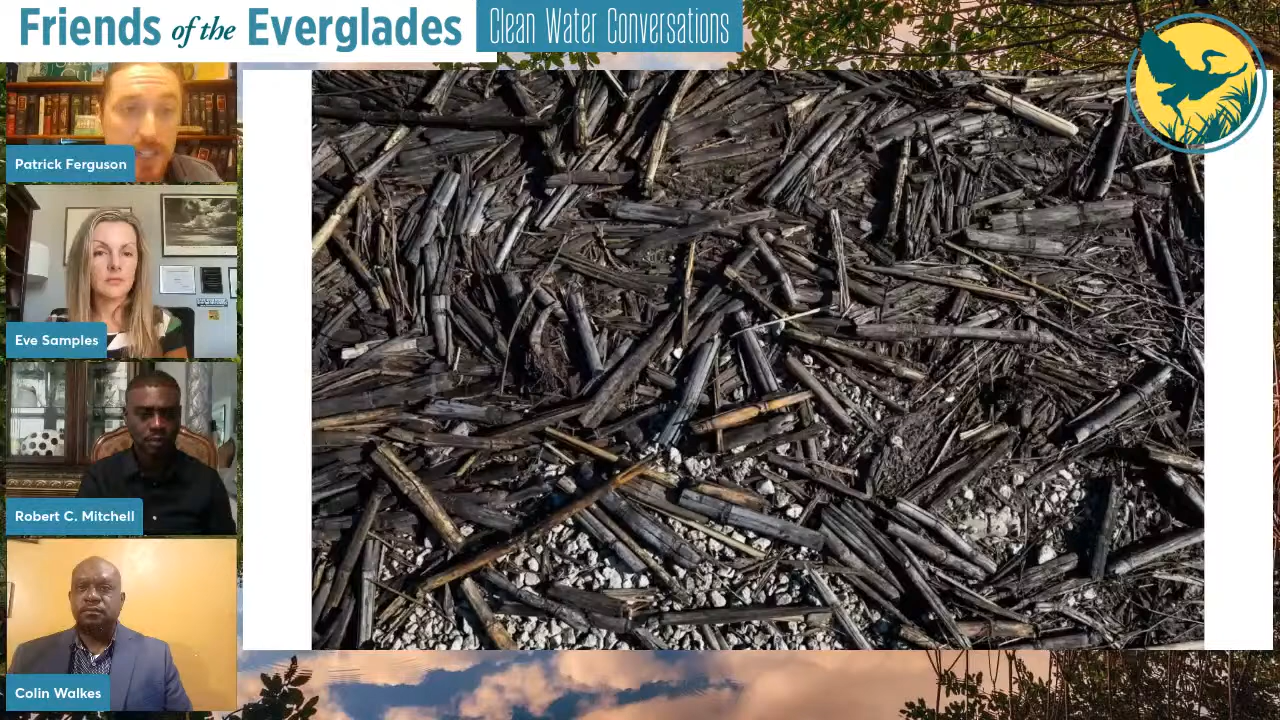 Friends of the Everglades
Clean Water Conversations
Patrick Ferguson
Eve Samples
Robert C. Mitchell
Colin Walkes